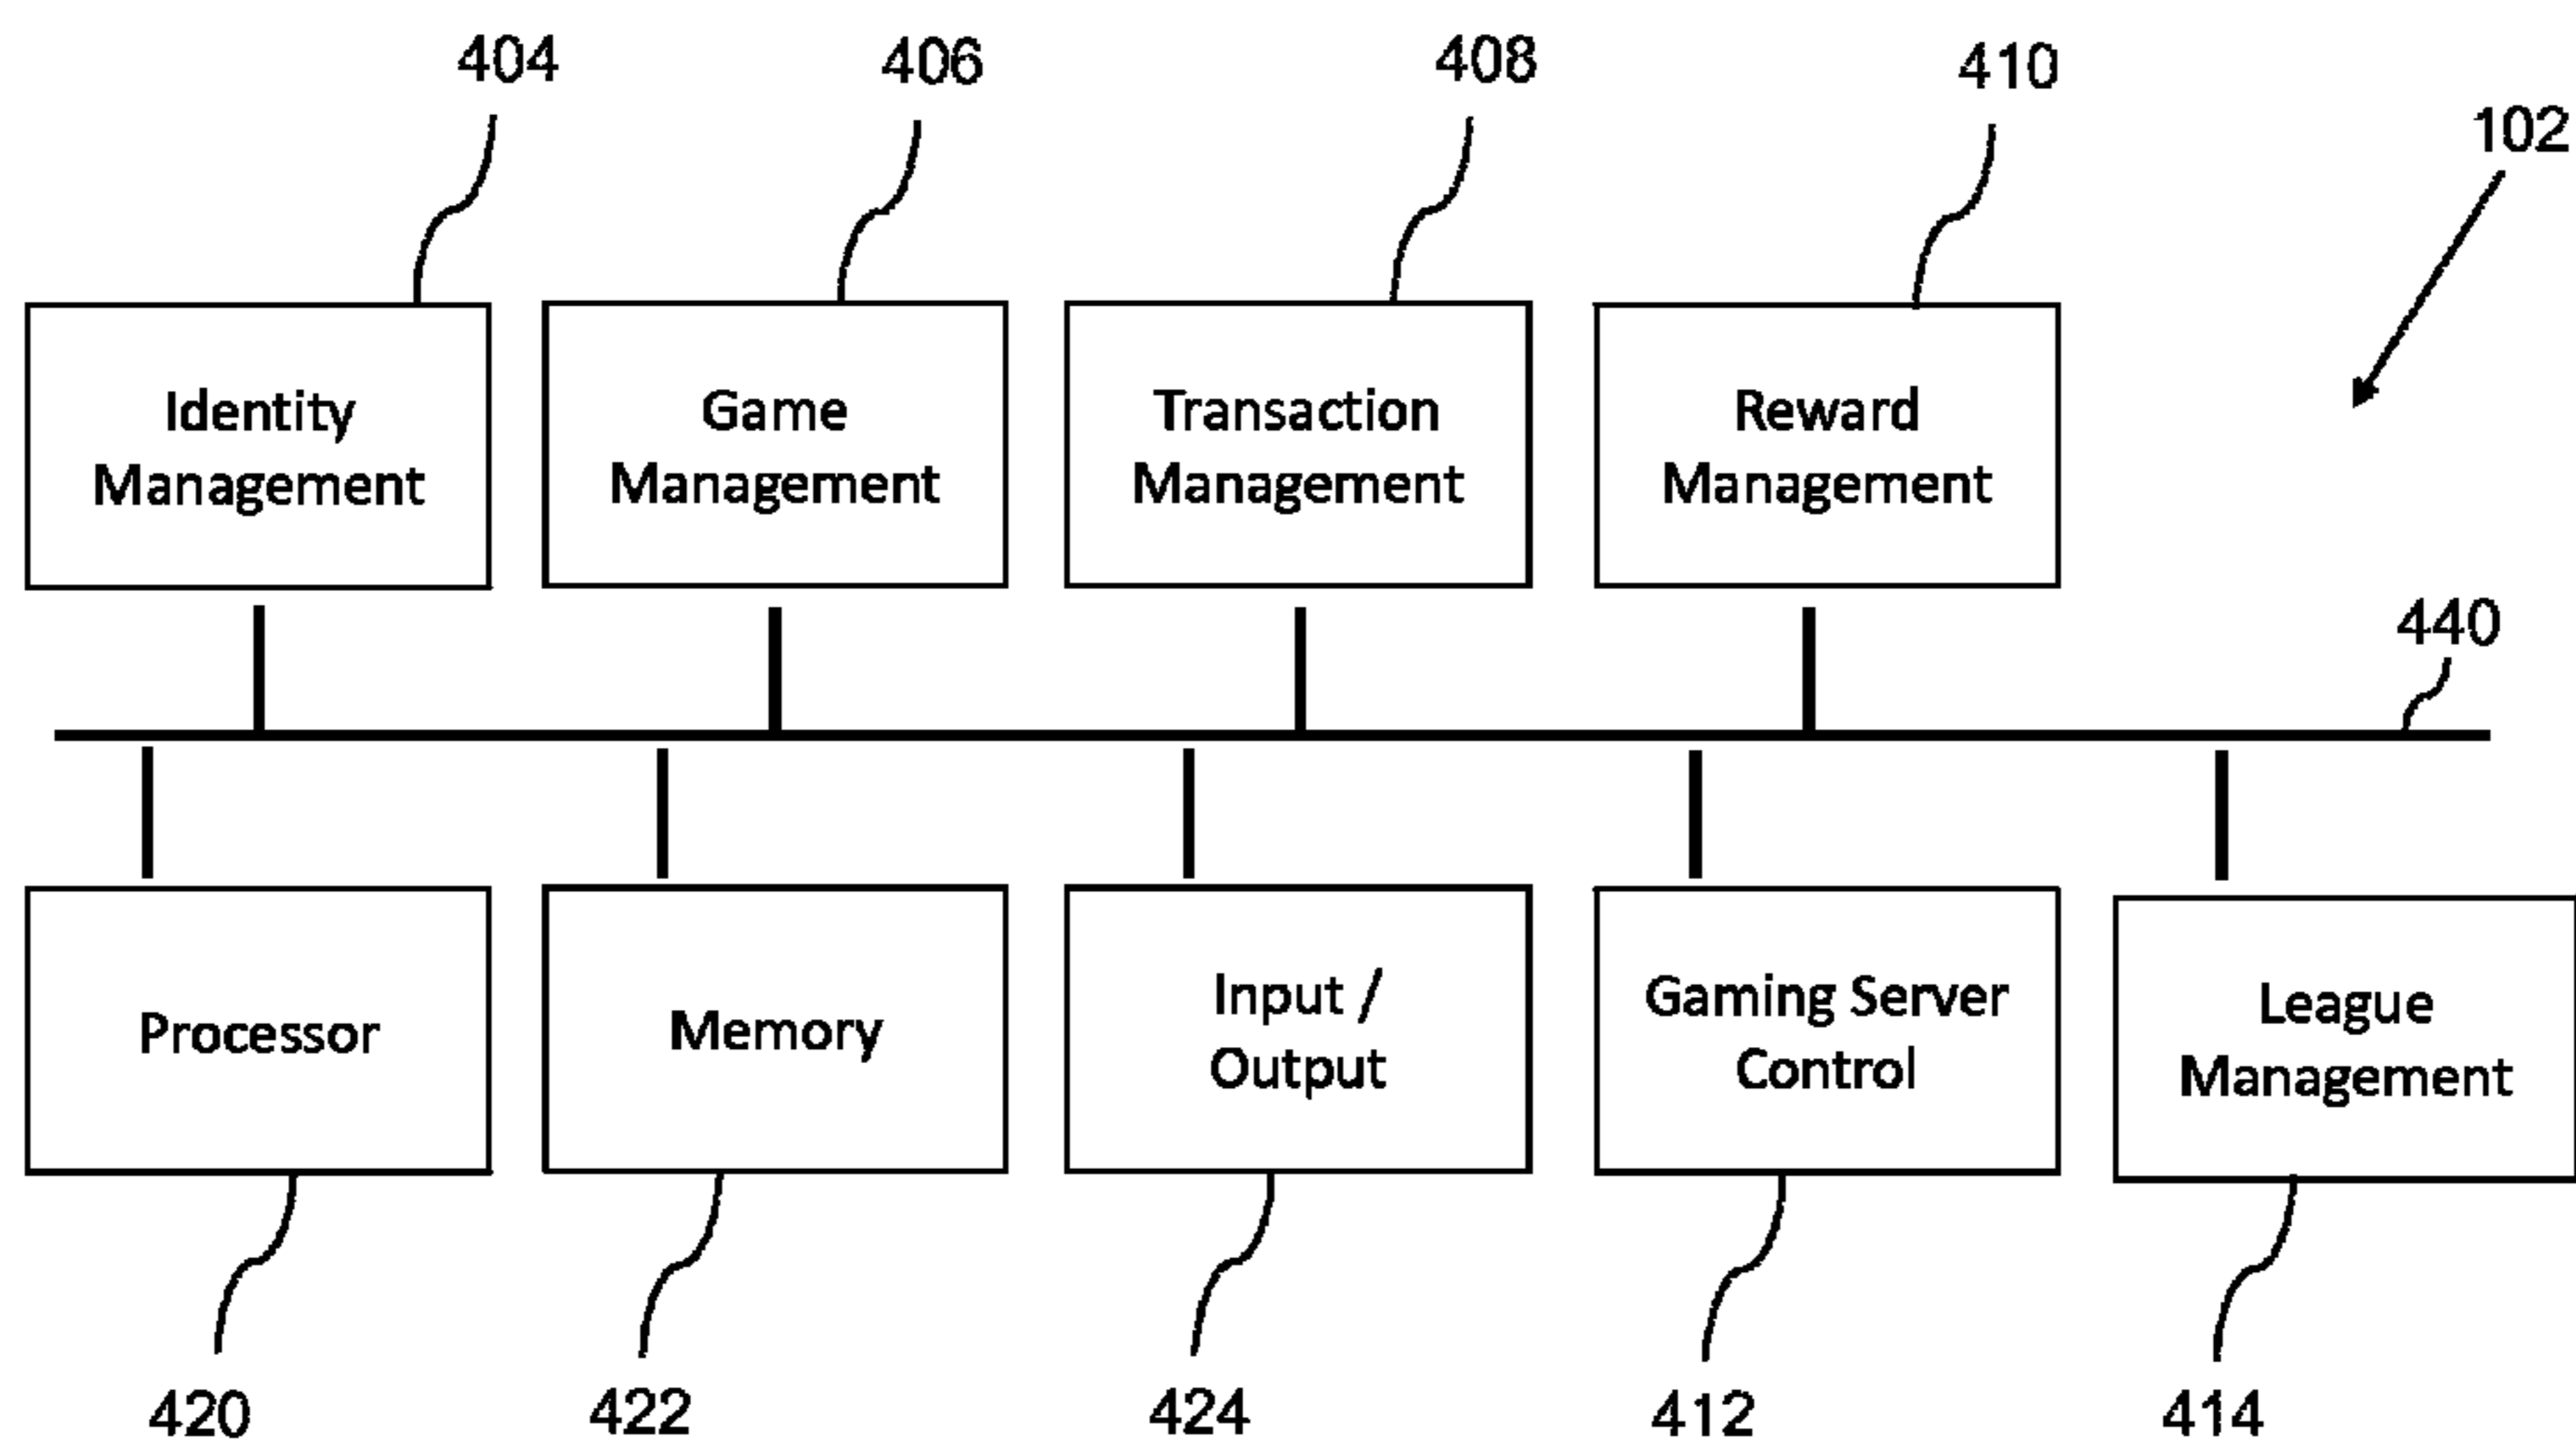 404
406
408
410
102
Identity
Management
Game
Management
Transaction
Management
Reward
Management
440
Processor
Memory
Input /
Output
Gaming Server
Control
League
Management
420
422
424
412
414